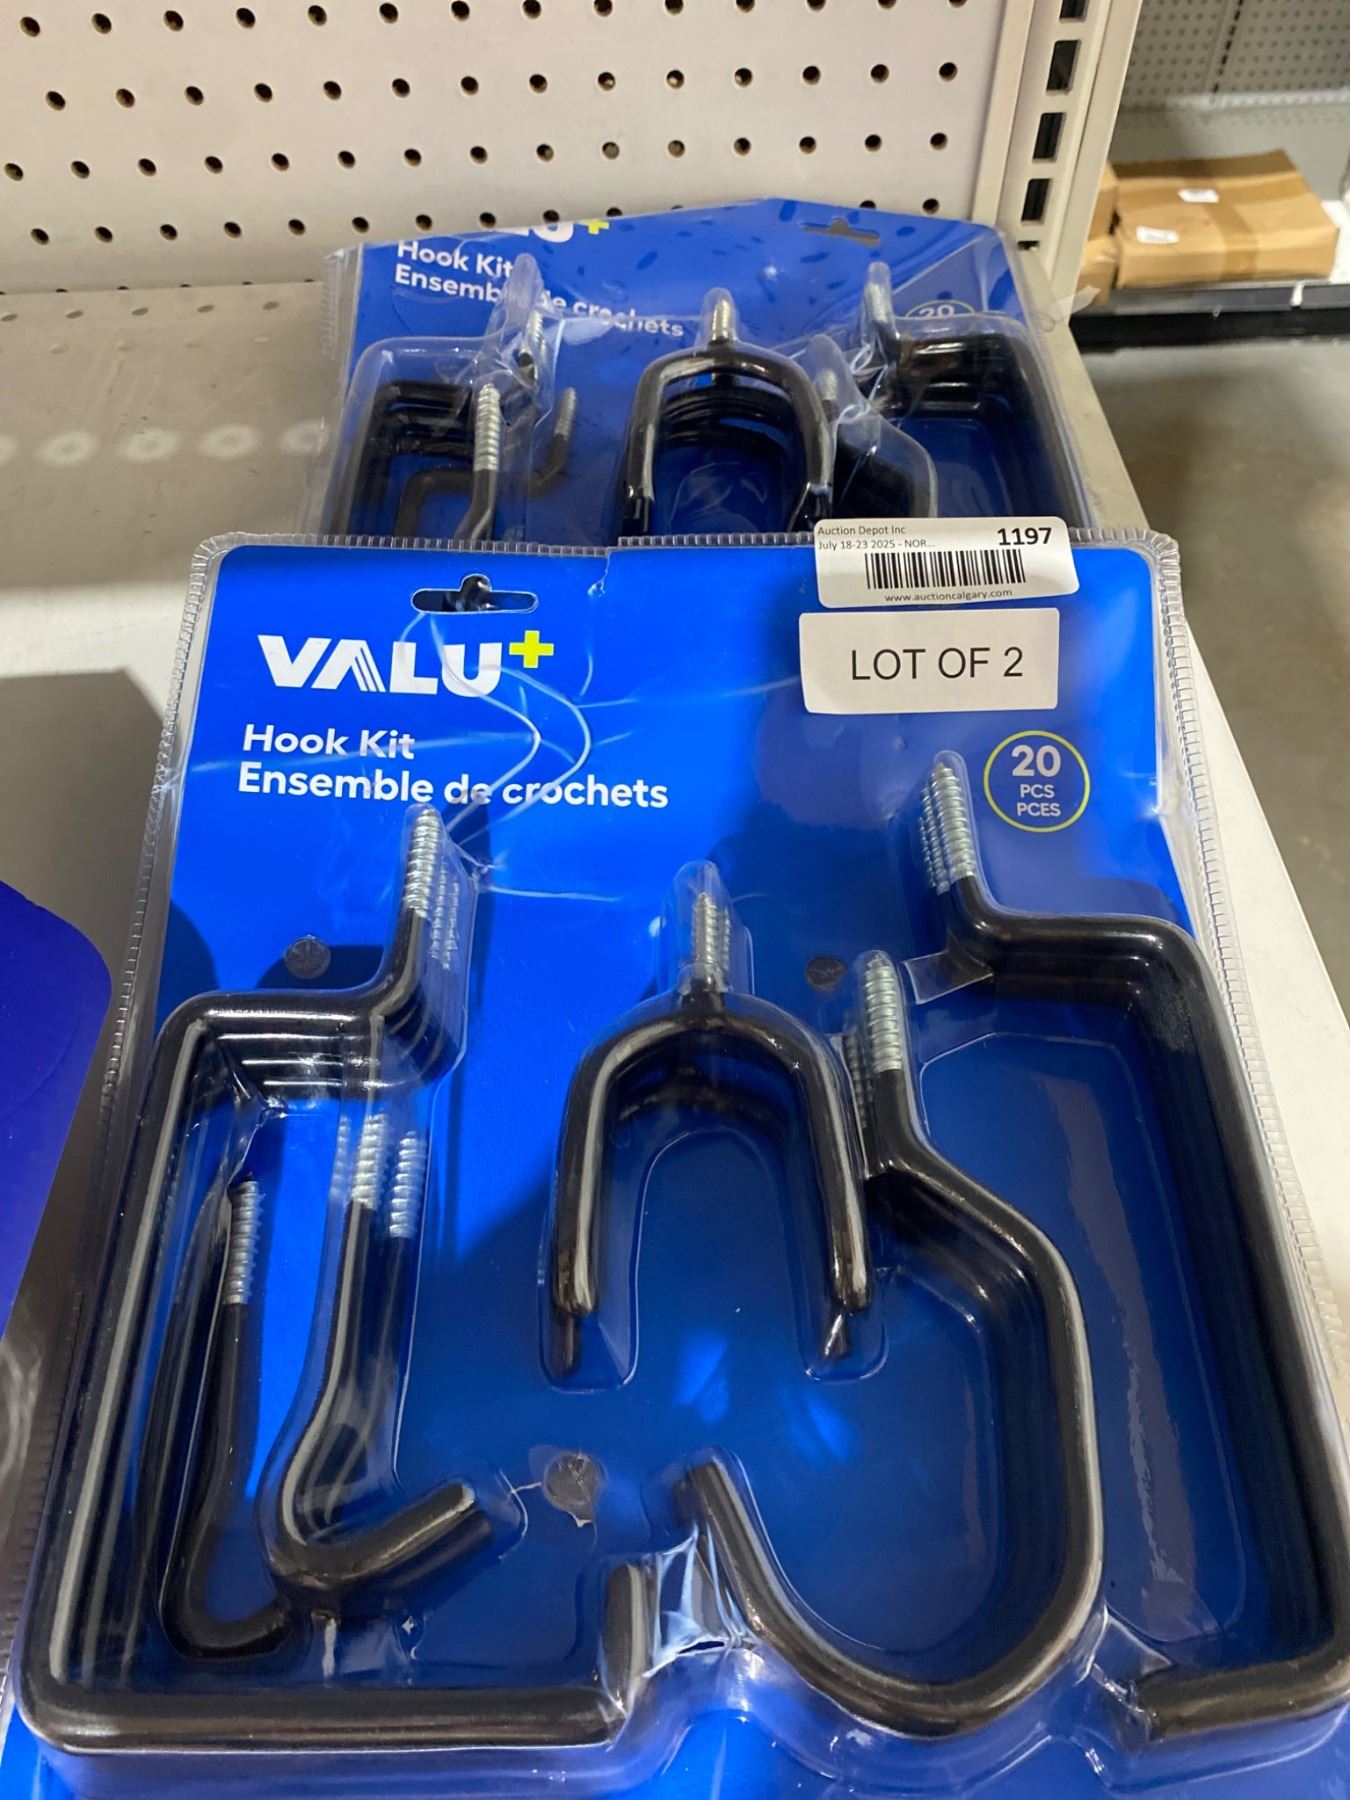 Hook Kit
Ensemble de crochets
20
Auction Depot Inc
July 18-23 2025 - NOR...
1197
www.auctioncalgary.com
LOT OF 2
VALU+
Hook Kit
Ensemble de crochets
20
PCS
PCES